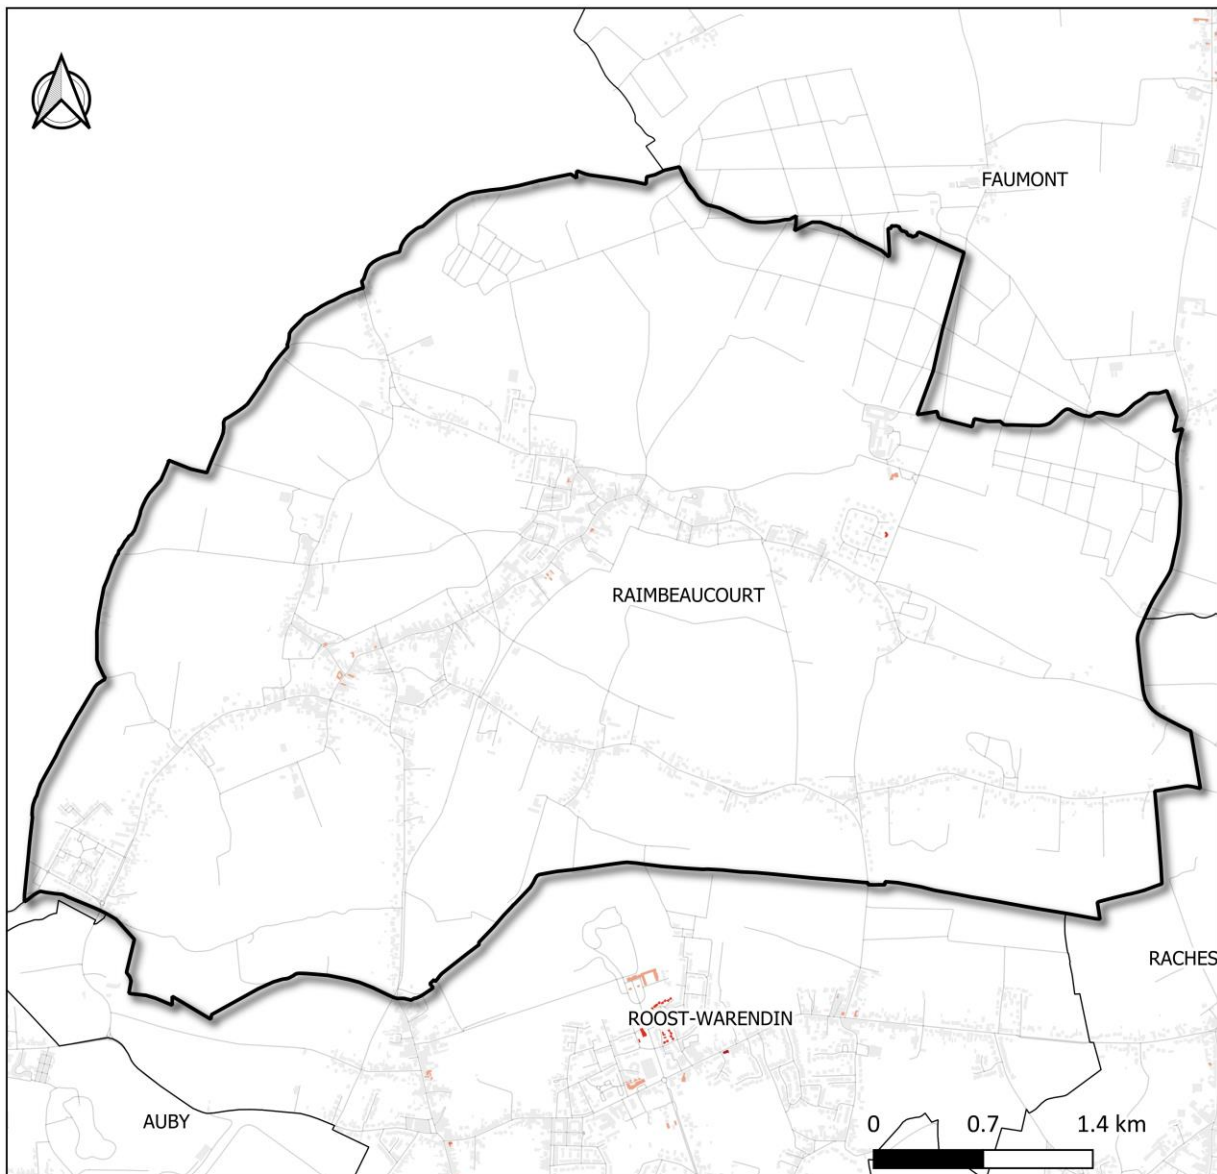 FAUMONT
RAIMBEAUCOURT
RACHES
ROOST-WARENDIN
AUBY
0 0.7 1.4 km